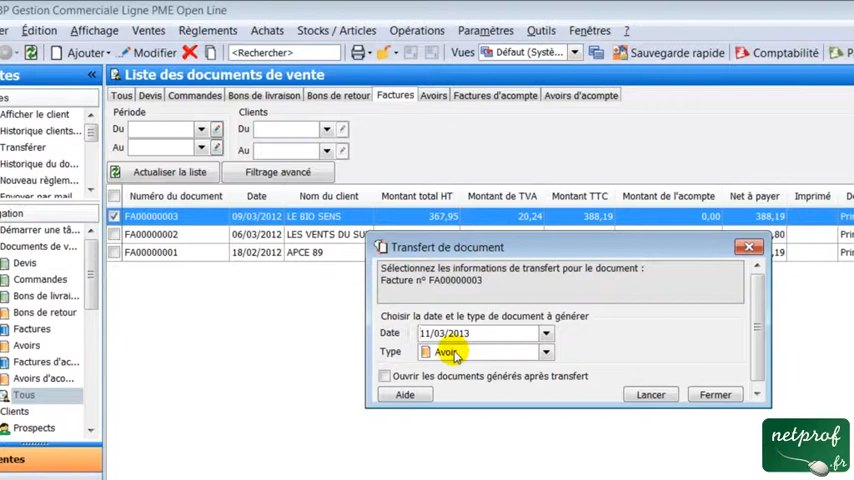 BP Gestion Commerciale Ligne PME Open Line
Édition Affichage Ventes Règlements Achats Stocks / Articles Opérations Paramètres Outils Fenêtres ?
Ajouter Modifier <Rechercher> Vues Défaut (Systè... Sauvegarde rapide Comptabilité P
tes «
Liste des documents de vente
es
Tous Devis Commandes Bons de livraison Bons de retour Factures Avoirs Factures d'acompte Avoirs d'acompte
Afficher le client
Historique clients...
Transférer
Historique du do...
Nouveau règlem...
Envoyer par mail
Période Clients
Du Du
Au Au
Actualiser la liste Filtrage avancé
Numéro du document Date Nom du client Montant total HT Montant de TVA Montant TTC Montant de l'acompte Net à payer Imprimé
FA00000003 09/03/2012 LE BIO SENS 367,95 20,24 388,19 0,00 388,19 Prin
FA00000002 06/03/2012 LES VENTS DU SU ,80 Prin
FA00000001 18/02/2012 APCE 89 ,19 Prin
gation
Démarrer une tâ...
Documents de v...
Devis
Commandes
Bons de livrai...
Bons de retour
Factures
Avoirs
Factures d'ac...
Avoirs d'aco...
Tous
Clients
Prospects
entes
Transfert de document
Sélectionnez les informations de transfert pour le document :
Facture n° FA00000003
Choisir la date et le type de document à générer
Date 11/03/2013
Type Avoir
Ouvrir les documents générés après transfert
Aide Lancer Fermer
netprof
.fr